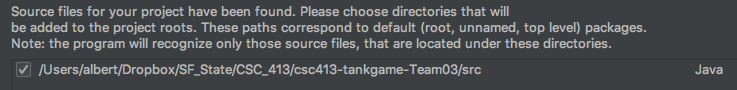 Source files for your project have been found. Please choose directories that will
be added to the project roots. These paths correspond to default (root, unnamed, top level) packages.
Note: the program will recognize only those source files, that are located under these directories.
/Users/albert/Dropbox/SF_State/CSC_413/csc413-tankgame-Team03/src Java